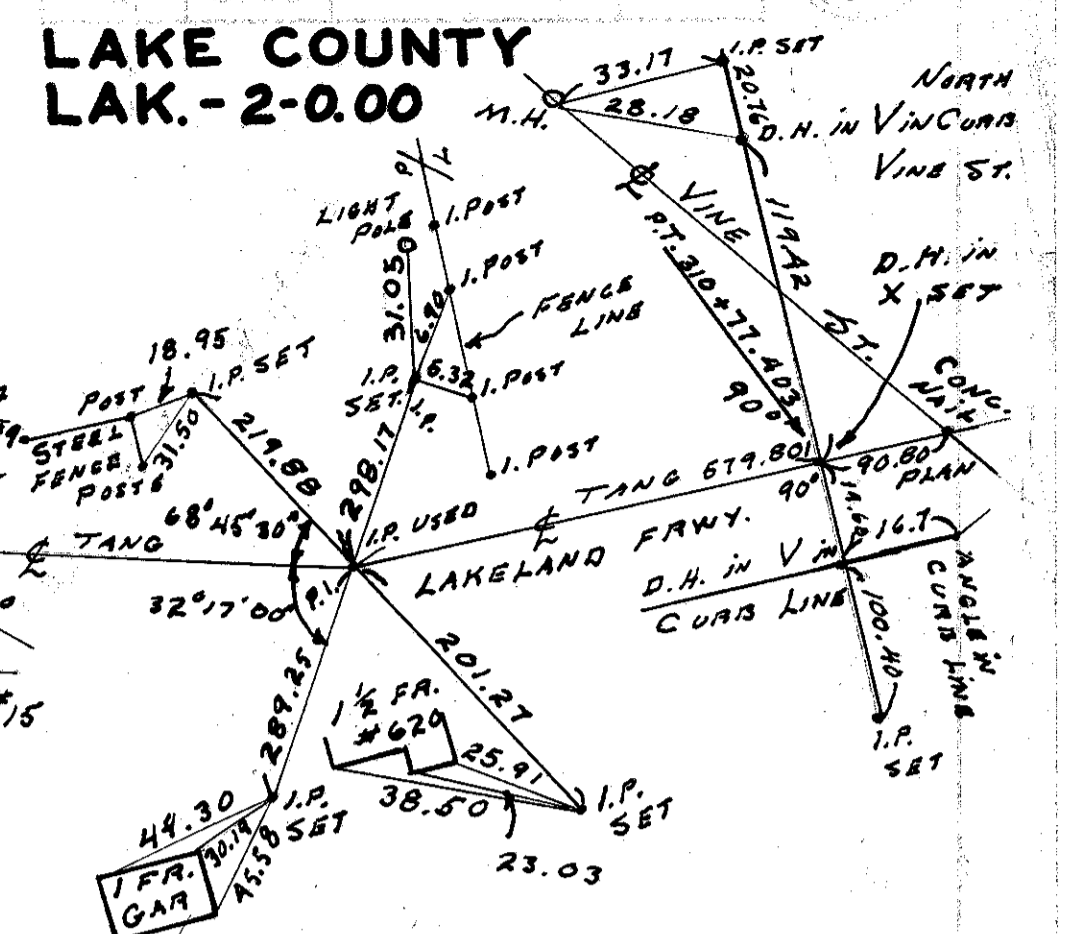 LAKE COUNTY
LAK. - 2-0.00
M.H.
33.17
28.18
I.P. SET
20.76
D.H. in V in CURB
NORTH
VINE ST.
119.42
VINE ST.
P.T. 310+77.403
D.H. in
X SET
90°
P/L
LIGHT
POLE
I. POST
I. POST
31.05
6.90
FENCE
LINE
I.P.
SET
6.32
I. POST
I.P.
I. POST
18.95
POST
I.P. SET
STEEL
FENCE
POSTS
31.50
219.88
298.17
68°45'30"
I.P. USED
TANG
32°17'00"
P.I.
TANG 679.801
LAKELAND FRWY.
90°
90.80
PLAN
CONC.
NAIL
14.60
16.7
D.H. in V in
CURB LINE
ANGLE in
CURB LINE
100.40
I.P.
SET
#15
289.25
201.27
1 1/2 FR.
#620
25.91
38.50
23.03
I.P.
SET
I.P.
SET
44.30
30.19
45.58
1 FR.
GAR